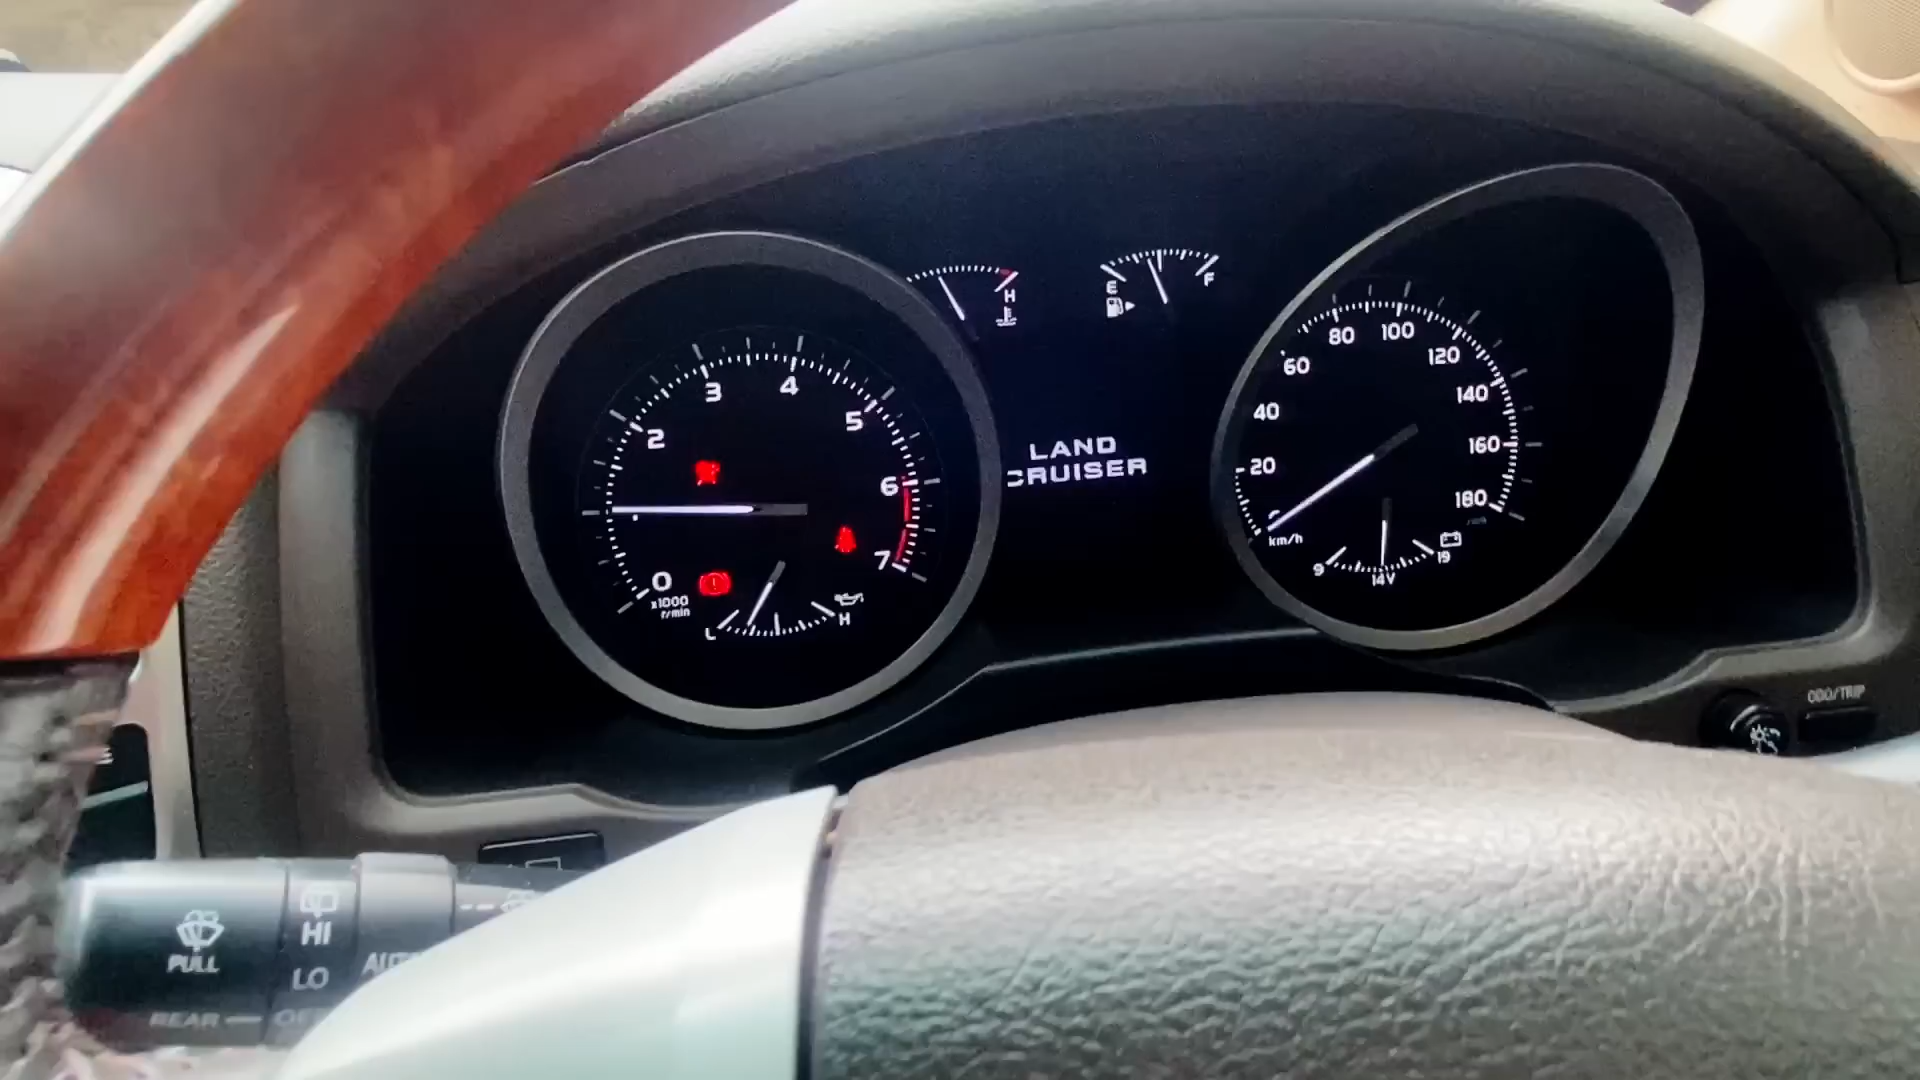 H
E
F
3
4
2
5
6
7
0
x1000
r/min
L
H
LAND
CRUISER
80
100
60
120
40
140
20
160
180
km/h
9
14V
19
ODO/TRIP
PULL
HI
LO
REAR